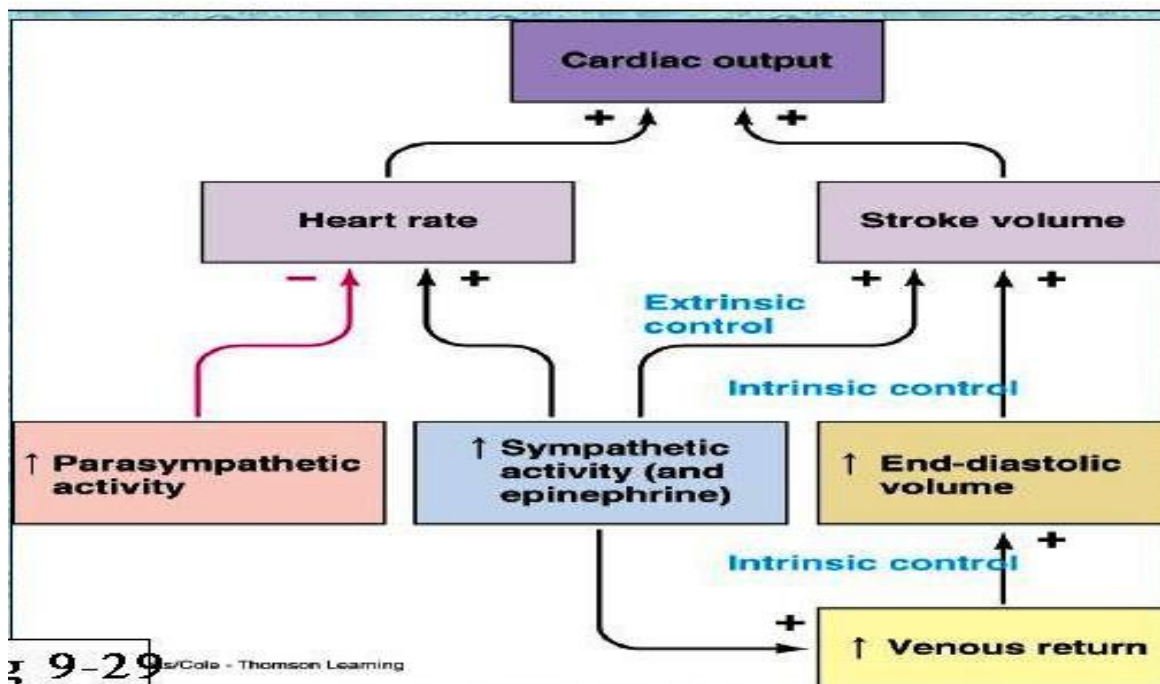 Cardiac output
+ +
Heart rate
Stroke volume
− + + +
Extrinsic
control
Intrinsic control
↑ Parasympathetic
activity
↑ Sympathetic
activity (and
epinephrine)
↑ End-diastolic
volume
+
Intrinsic control
+
↑ Venous return
9-29
/Cole - Thomson Learning